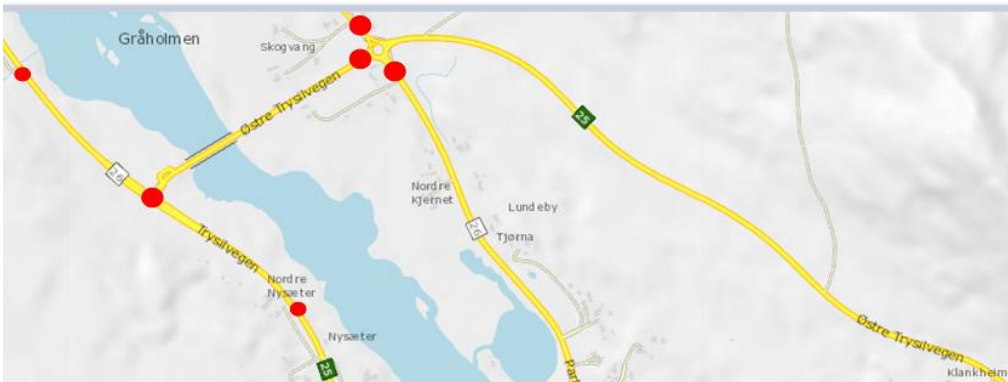 Gråholmen
Skogvang
Østre Trysilvegen
25
26
Nordre
Kjernet
Lundeby
26
Tjørna
Trysilvegen
Nordre
Nysæter
Nysæter
25
Østre Trysilvegen
Klankheim
Part